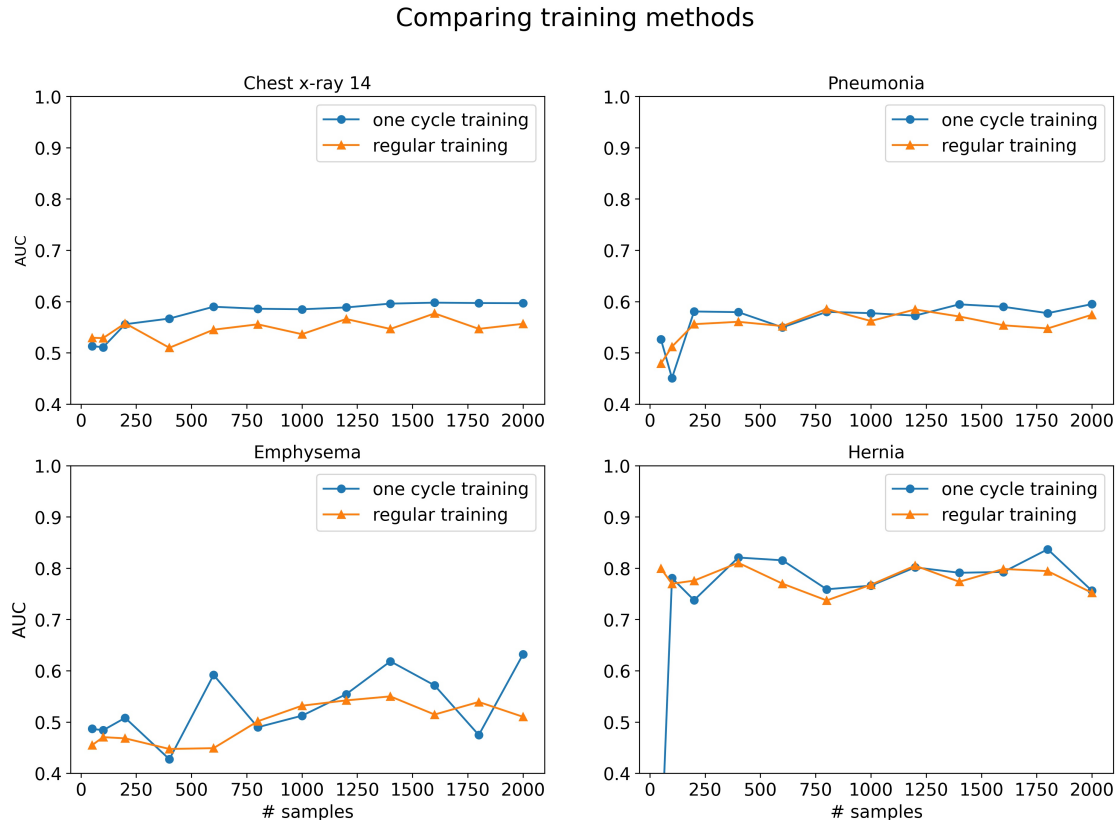 Comparing training methods
Chest x-ray 14
one cycle training
regular training
AUC
1.0
0.9
0.8
0.7
0.6
0.5
0.4
0 250 500 750 1000 1250 1500 1750 2000
Pneumonia
one cycle training
regular training
1.0
0.9
0.8
0.7
0.6
0.5
0.4
0 250 500 750 1000 1250 1500 1750 2000
Emphysema
one cycle training
regular training
AUC
1.0
0.9
0.8
0.7
0.6
0.5
0.4
0 250 500 750 1000 1250 1500 1750 2000
# samples
Hernia
one cycle training
regular training
1.0
0.9
0.8
0.7
0.6
0.5
0.4
0 250 500 750 1000 1250 1500 1750 2000
# samples